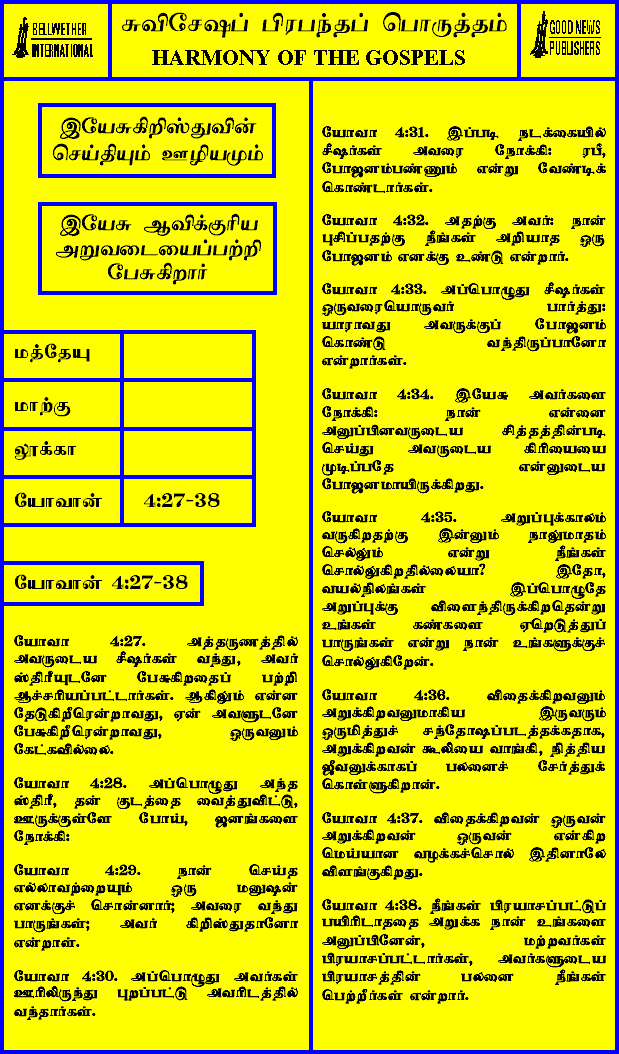 BELLWETHER
INTERNATIONAL
சுவிசேஷப் பிரபந்தப் பொருத்தம்
HARMONY OF THE GOSPELS
GOOD NEWS
PUBLISHERS
இயேசுகிறிஸ்துவின்
செய்தியும் ஊழியமும்
இயேசு ஆவிக்குரிய
அறுவடையைப்பற்றி
பேசுகிறார்
மத்தேயு
மாற்கு
லூக்கா
யோவான் 4:27-38
யோவான் 4:27-38
யோவா 4:27. அத்தருணத்தில்
அவருடைய சீஷர்கள் வந்து, அவர்
ஸ்திரீயுடனே பேசுகிறதைப் பற்றி
ஆச்சரியப்பட்டார்கள். ஆகிலும் என்ன
தேடுகிறீரென்றாவது, ஏன் அவளுடனே
பேசுகிறீரென்றாவது, ஒருவனும்
கேட்கவில்லை.
யோவா 4:28. அப்பொழுது அந்த
ஸ்திரீ, தன் குடத்தை வைத்துவிட்டு,
ஊருக்குள்ளே போய், ஜனங்களை
நோக்கி:
யோவா 4:29. நான் செய்த
எல்லாவற்றையும் ஒரு மனுஷன்
எனக்குச் சொன்னார்; அவரை வந்து
பாருங்கள்; அவர் கிறிஸ்துதானோ
என்றாள்.
யோவா 4:30. அப்பொழுது அவர்கள்
ஊரிலிருந்து புறப்பட்டு அவரிடத்தில்
வந்தார்கள்.
யோவா 4:31. இப்படி நடக்கையில்
சீஷர்கள் அவரை நோக்கி: ரபீ,
போஜனம்பண்ணும் என்று வேண்டிக்
கொண்டார்கள்.
யோவா 4:32. அதற்கு அவர்: நான்
புசிப்பதற்கு நீங்கள் அறியாத ஒரு
போஜனம் எனக்கு உண்டு என்றார்.
யோவா 4:33. அப்பொழுது சீஷர்கள்
ஒருவரையொருவர் பார்த்து:
யாராவது அவருக்குப் போஜனம்
கொண்டு வந்திருப்பானோ
என்றார்கள்.
யோவா 4:34. இயேசு அவர்களை
நோக்கி: நான் என்னை
அனுப்பினவருடைய சித்தத்தின்படி
செய்து அவருடைய கிரியையை
முடிப்பதே என்னுடைய
போஜனமாயிருக்கிறது.
யோவா 4:35. அறுப்புக்காலம்
வருகிறதற்கு இன்னும் நாலுமாதம்
செல்லும் என்று நீங்கள்
சொல்லுகிறதில்லையா? இதோ,
வயல்நிலங்கள் இப்பொழுதே
அறுப்புக்கு விளைந்திருக்கிறதென்று
உங்கள் கண்களை ஏறெடுத்துப்
பாருங்கள் என்று நான் உங்களுக்குச்
சொல்லுகிறேன்.
யோவா 4:36. விதைக்கிறவனும்
அறுக்கிறவனுமாகிய இருவரும்
ஒருமித்துச் சந்தோஷப்படத்தக்கதாக,
அறுக்கிறவன் கூலியை வாங்கி, நித்திய
ஜீவனுக்காகப் பலனைச் சேர்த்துக்
கொள்ளுகிறான்.
யோவா 4:37. விதைக்கிறவன் ஒருவன்
அறுக்கிறவன் ஒருவன் என்கிற
மெய்யான வழக்கச்சொல் இதினாலே
விளங்குகிறது.
யோவா 4:38. நீங்கள் பிரயாசப்பட்டுப்
பயிரிடாததை அறுக்க நான் உங்களை
அனுப்பினேன், மற்றவர்கள்
பிரயாசப்பட்டார்கள், அவர்களுடைய
பிரயாசத்தின் பலனை நீங்கள்
பெற்றீர்கள் என்றார்.